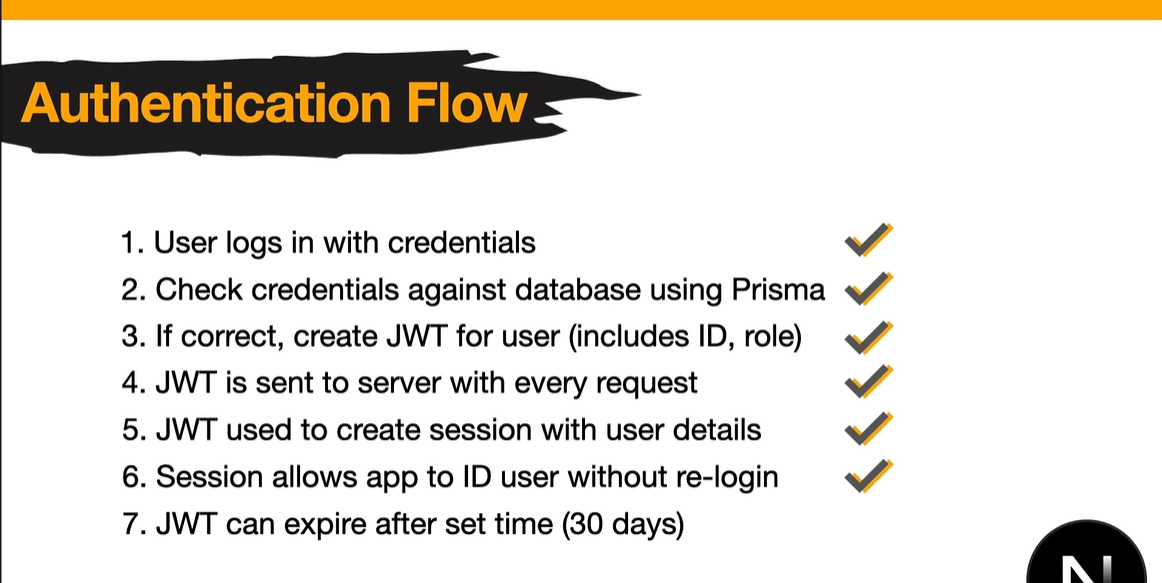 Authentication Flow
1. User logs in with credentials
2. Check credentials against database using Prisma
3. If correct, create JWT for user (includes ID, role)
4. JWT is sent to server with every request
5. JWT used to create session with user details
6. Session allows app to ID user without re-login
7. JWT can expire after set time (30 days)
N